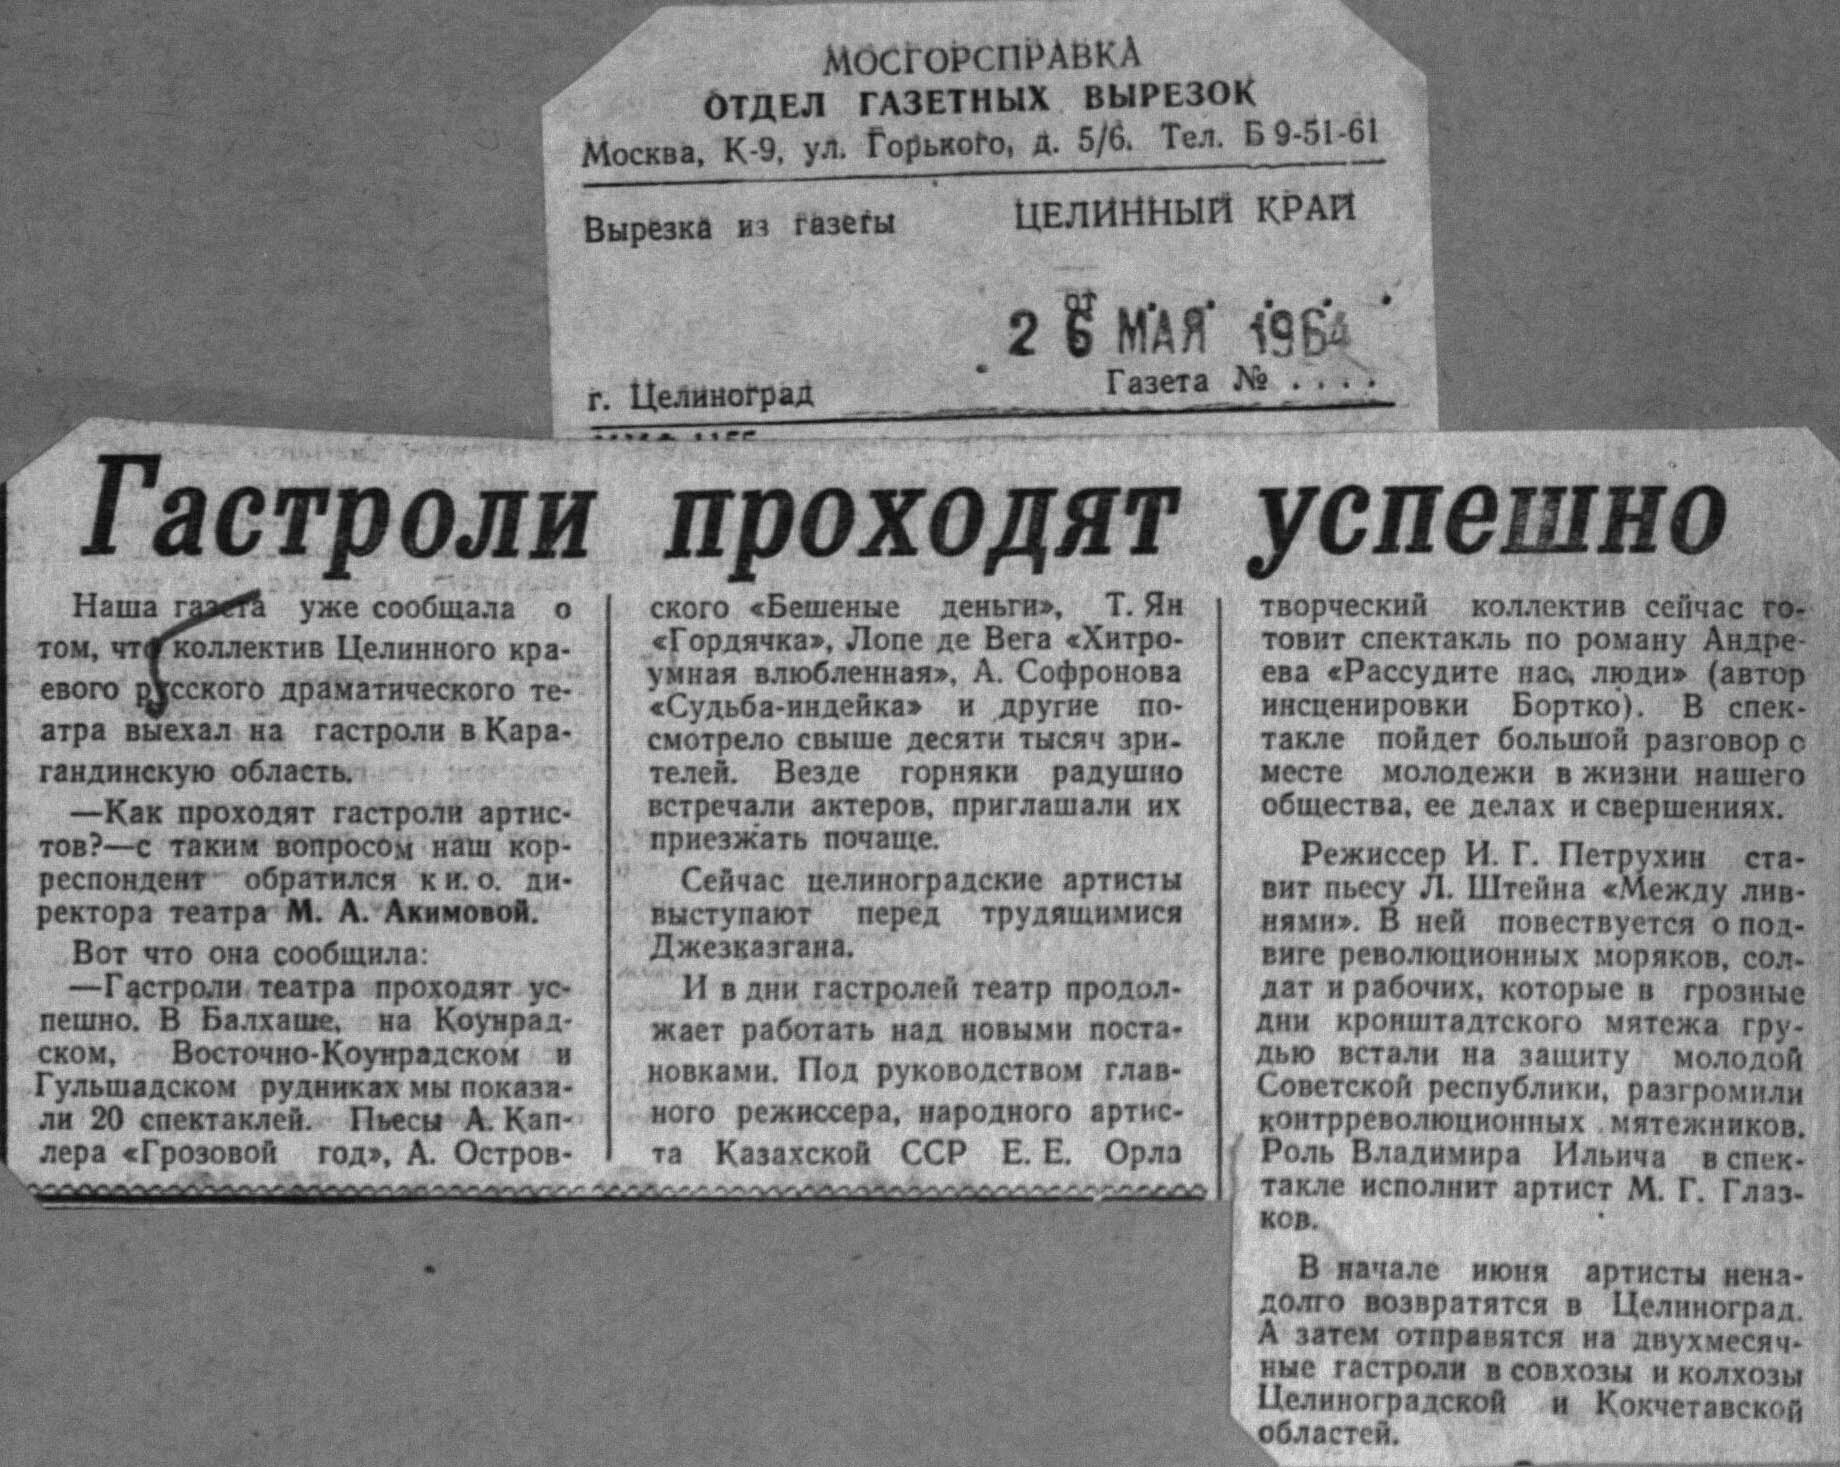 МОСГОРСПРАВКА
ОТДЕЛ ГАЗЕТНЫХ ВЫРЕЗОК
Москва, К-9, ул. Горького, д. 5/6. Тел. Б 9-51-61
Вырезка из газеты
ЦЕЛИННЫЙ КРАЙ
от
26 МАЯ 1964
г. Целиноград
Газета № . . . .
Гастроли проходят успешно
Наша газета уже сообщала о
том, что коллектив Целинного кра-
евого русского драматического те-
атра выехал на гастроли в Кара-
гандинскую область.
—Как проходят гастроли артис-
тов?—с таким вопросом наш кор-
респондент обратился к и. о. ди-
ректора театра М. А. Акимовой.
Вот что она сообщила:
—Гастроли театра проходят ус-
пешно. В Балхаше, на Коунрад-
ском, Восточно-Коунрадском и
Гульшадском рудниках мы показа-
ли 20 спектаклей. Пьесы А. Кап-
лера «Грозовой год», А. Остров-
ского «Бешеные деньги», Т. Ян
«Гордячка», Лопе де Вега «Хитро-
умная влюбленная», А. Софронова
«Судьба-индейка» и другие по-
смотрело свыше десяти тысяч зри-
телей. Везде горняки радушно
встречали актеров, приглашали их
приезжать почаще.
Сейчас целиноградские артисты
выступают перед трудящимися
Джезказгана.
И в дни гастролей театр продол-
жает работать над новыми поста-
новками. Под руководством глав-
ного режиссера, народного артис-
та Казахской ССР Е. Е. Орла
творческий коллектив сейчас го-
товит спектакль по роману Андре-
ева «Рассудите нас, люди» (автор
инсценировки Бортко). В спек-
такле пойдет большой разговор о
месте молодежи в жизни нашего
общества, ее делах и свершениях.
Режиссер И. Г. Петрухин ста-
вит пьесу Л. Штейна «Между лив-
нями». В ней повествуется о под-
виге революционных моряков, сол-
дат и рабочих, которые в грозные
дни кронштадтского мятежа гру-
дью встали на защиту молодой
Советской республики, разгромили
контрреволюционных мятежников.
Роль Владимира Ильича в спек-
такле исполнит артист М. Г. Глаз-
ков.
В начале июня артисты нена-
долго возвратятся в Целиноград.
А затем отправятся на двухмесяч-
ные гастроли в совхозы и колхозы
Целиноградской и Кокчетавской
областей.